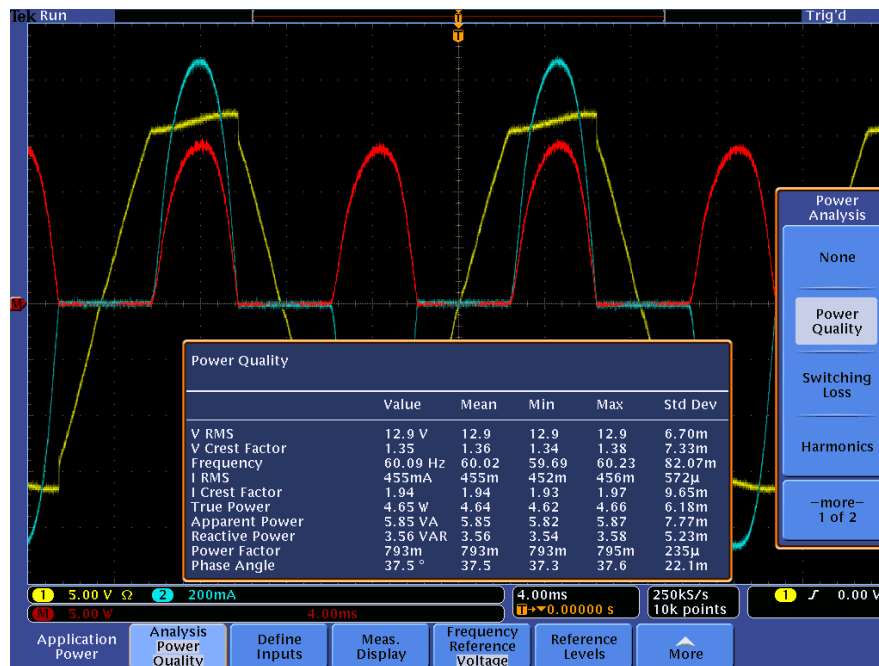 Tek Run Trig'd
T
T
M
Power Analysis
None
Power Quality
Switching Loss
Harmonics
-more-
1 of 2
Power Quality
Value Mean Min Max Std Dev
V RMS 12.9 V 12.9 12.9 12.9 6.70m
V Crest Factor 1.35 1.36 1.34 1.38 7.33m
Frequency 60.09 Hz 60.02 59.69 60.23 82.07m
I RMS 455mA 455m 452m 456m 572µ
I Crest Factor 1.94 1.94 1.93 1.97 9.65m
True Power 4.65 W 4.64 4.62 4.66 6.18m
Apparent Power 5.85 VA 5.85 5.82 5.87 7.77m
Reactive Power 3.56 VAR 3.56 3.54 3.58 5.23m
Power Factor 793m 793m 793m 795m 235µ
Phase Angle 37.5 ° 37.5 37.3 37.6 22.1m
1 5.00 V Ω 2 200mA 4.00ms 250kS/s 1 ∫ 0.00 V
T→▼0.00000 s 10k points
M 5.00 W 4.00ms
Application Power
Analysis Power Quality
Define Inputs
Meas. Display
Frequency Reference Voltage
Reference Levels
More